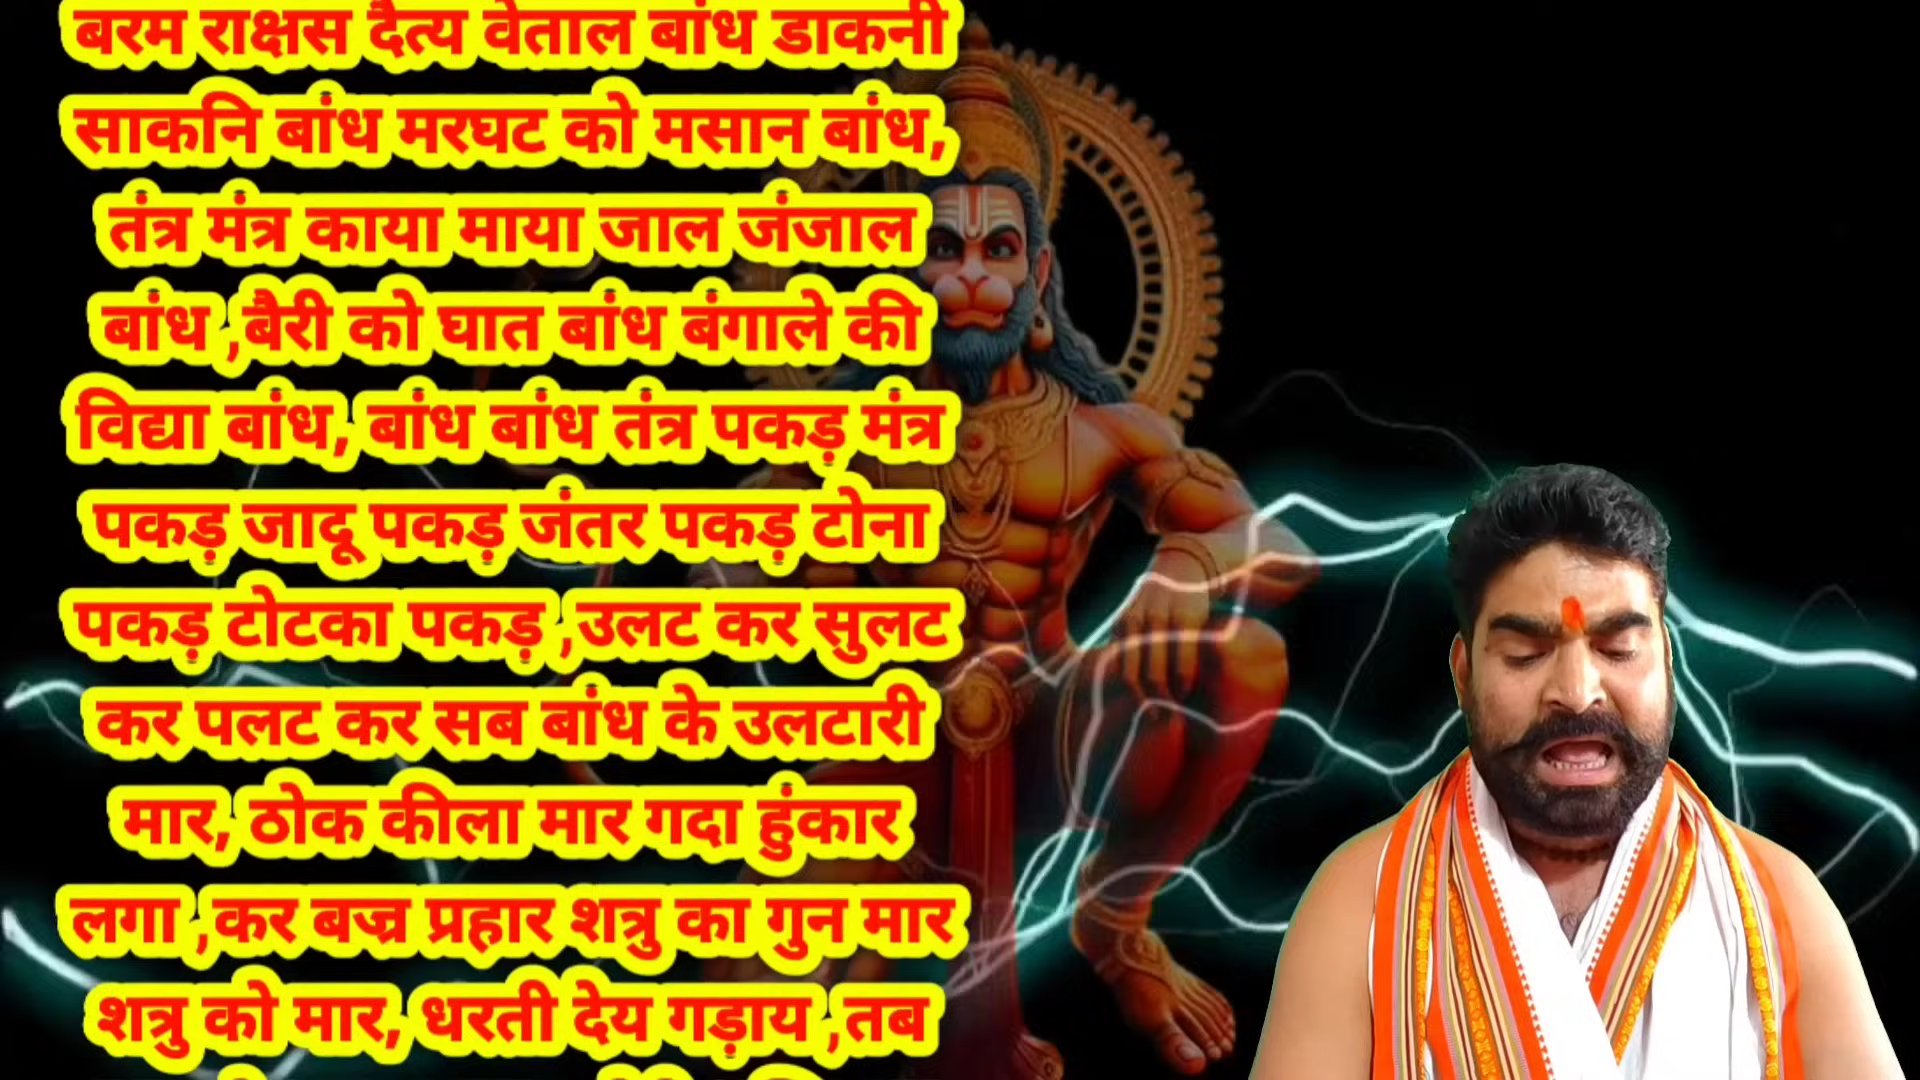 बरम राक्षस दैत्य वेताल बांध डाकनी
साकनि बांध मरघट को मसान बांध,
तंत्र मंत्र काया माया जाल जंजाल
बांध ,बैरी को घात बांध बंगाले की
विद्या बांध, बांध बांध तंत्र पकड़ मंत्र
पकड़ जादू पकड़ जंतर पकड़ टोना
पकड़ टोटका पकड़ ,उलट कर सुलट
कर पलट कर सब बांध के उलटारी
मार, ठोक कीला मार गदा हुंकार
लगा ,कर बज्र प्रहार शत्रु का गुन मार
शत्रु को मार, धरती देय गड़ाय ,तब